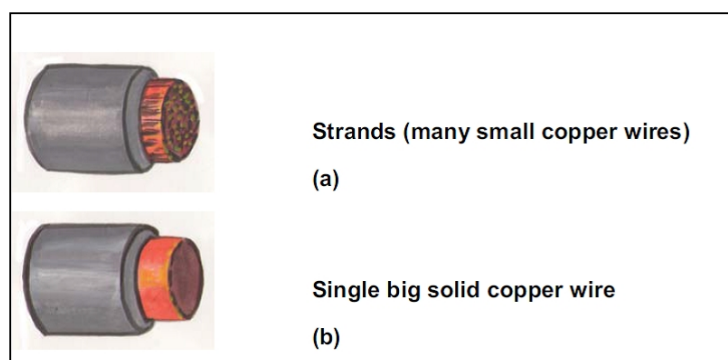 Strands (many small copper wires)
(a)
Single big solid copper wire
(b)